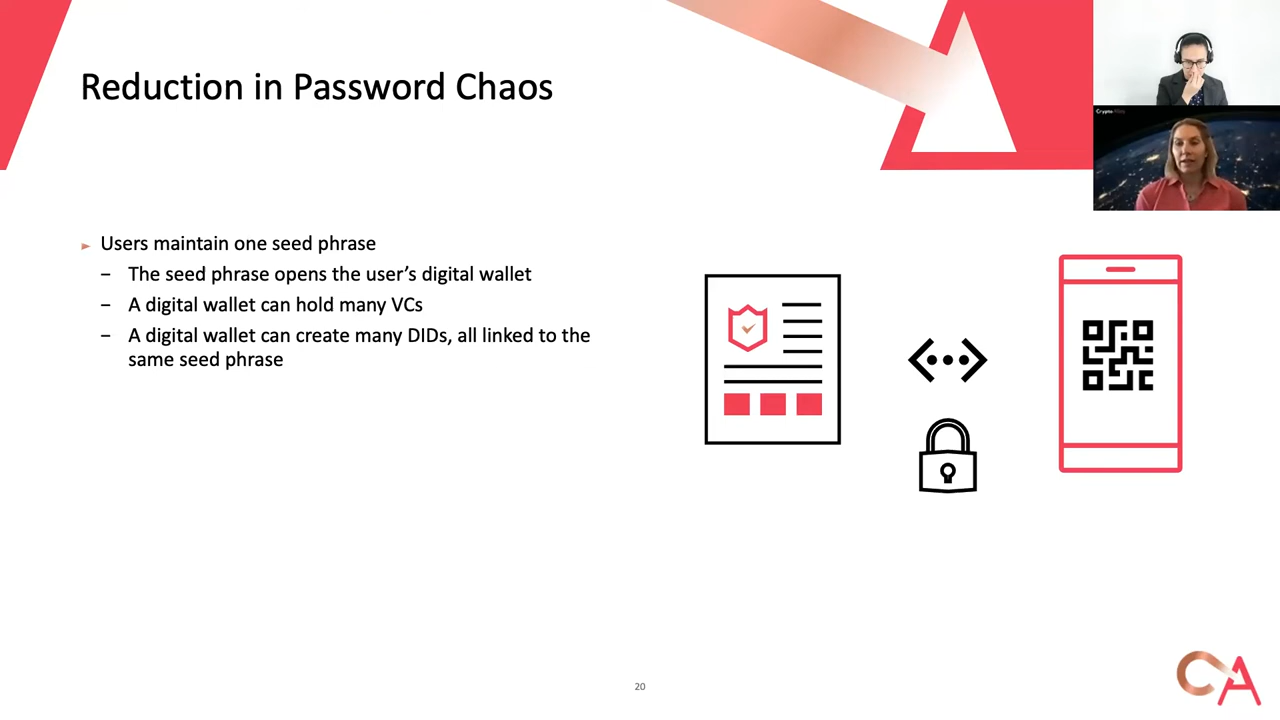 Reduction in Password Chaos
Users maintain one seed phrase
– The seed phrase opens the user’s digital wallet
– A digital wallet can hold many VCs
– A digital wallet can create many DIDs, all linked to the
same seed phrase
20
CA